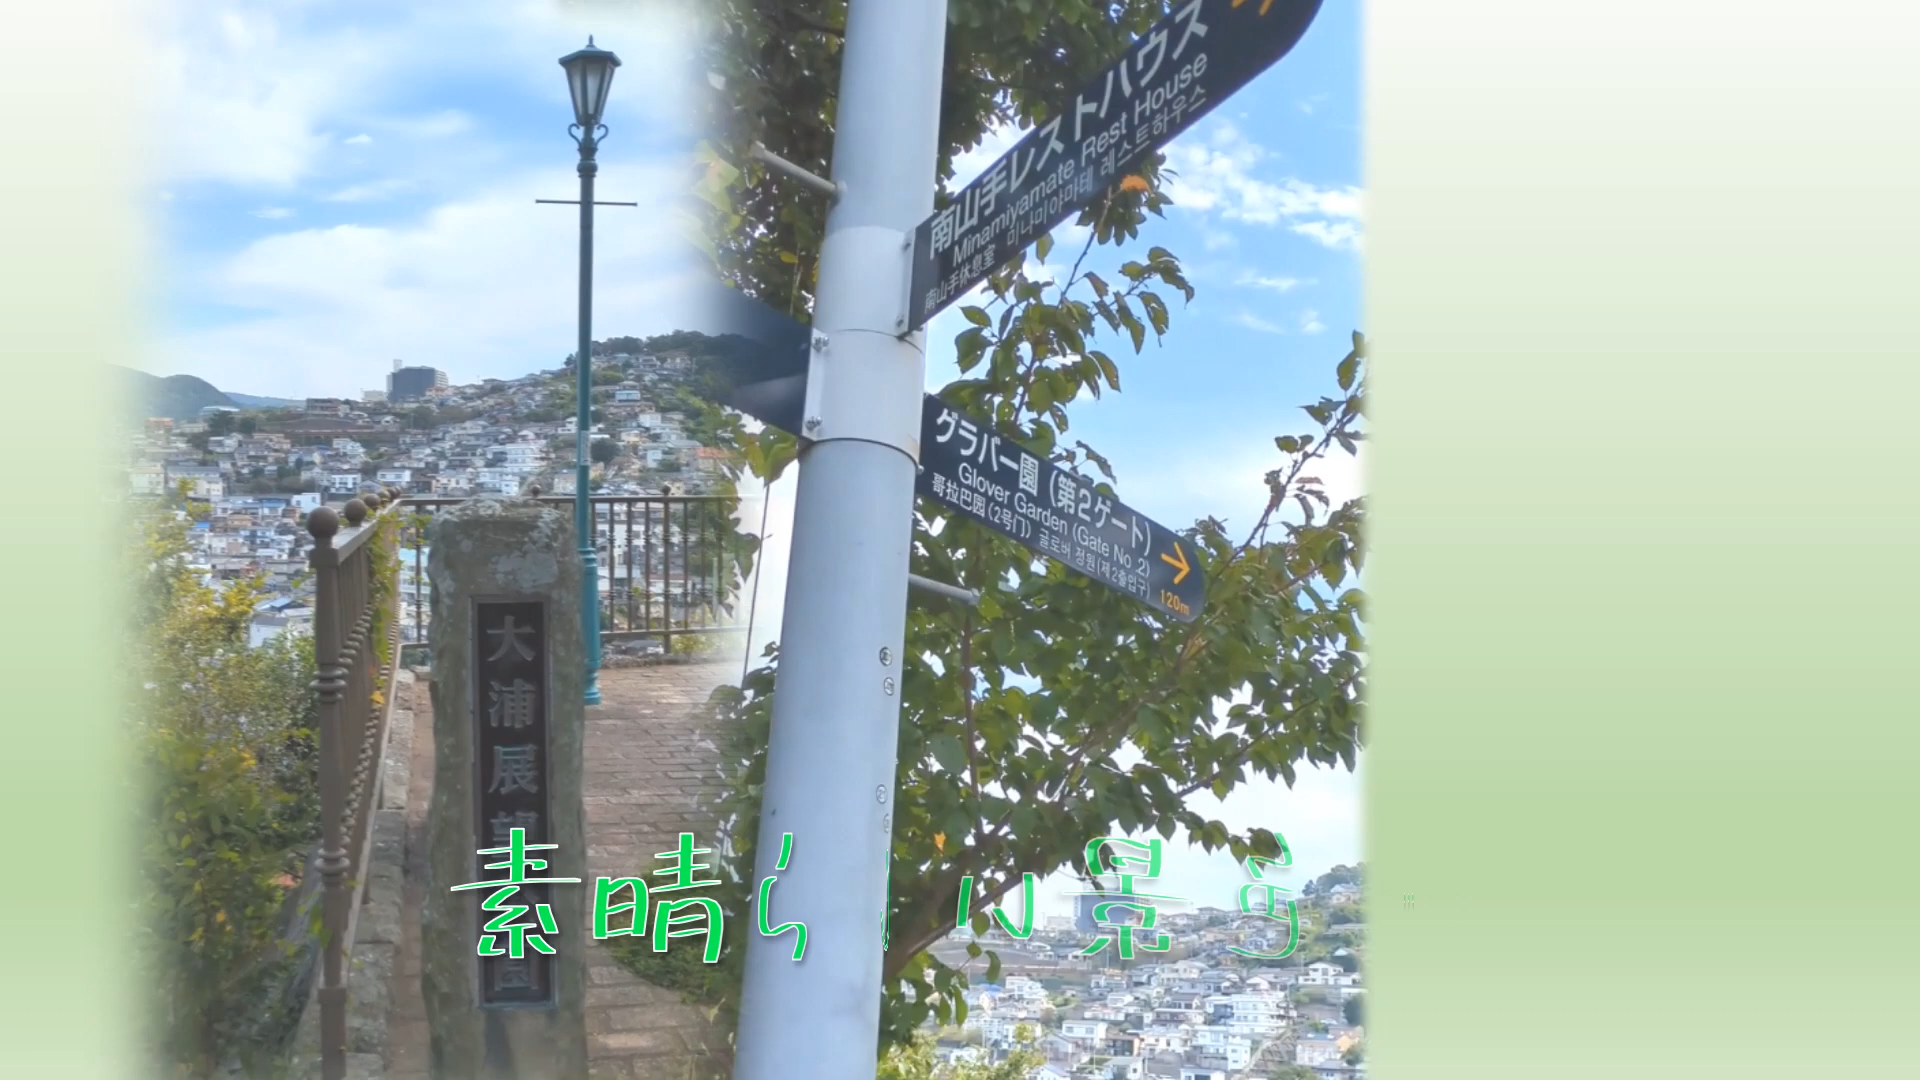 南山手レストハウス
Minamiyamate Rest House
南山手休息室 미나미야마테 레스트하우스
グラバー園（第2ゲート）
Glover Garden (Gate No.2)
哥拉巴园（2号门） 글로버 정원(제2출입구)
120m
大浦展望
園
素晴らしい景